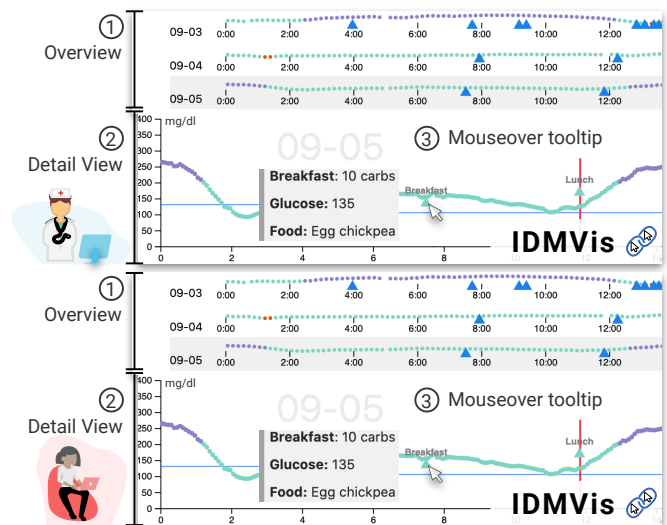 1
Overview
09-03
0:00 2:00 4:00 6:00 8:00 10:00 12:00
09-04
0:00 2:00 4:00 6:00 8:00 10:00 12:00
09-05
0:00 2:00 4:00 6:00 8:00 10:00 12:00
2
Detail View
400 mg/dl
350
300
250
200
150
100
50
0
09-05
3 Mouseover tooltip
Breakfast: 10 carbs
Glucose: 135
Food: Egg chickpea
Breakfast
Lunch
IDMVis
0 2 4 6 8
1
Overview
09-03
0:00 2:00 4:00 6:00 8:00 10:00 12:00
09-04
0:00 2:00 4:00 6:00 8:00 10:00 12:00
09-05
0:00 2:00 4:00 6:00 8:00 10:00 12:00
2
Detail View
400 mg/dl
350
300
250
200
150
100
50
0
09-05
3 Mouseover tooltip
Breakfast: 10 carbs
Glucose: 135
Food: Egg chickpea
Breakfast
Lunch
IDMVis
0 2 4 6 8